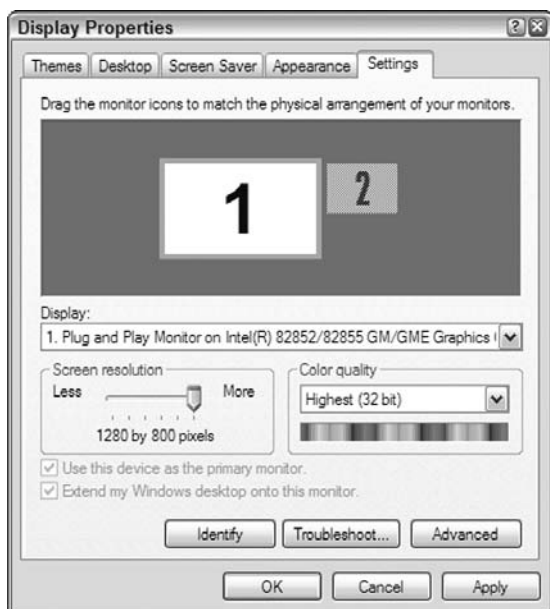 Display Properties
Themes Desktop Screen Saver Appearance Settings
Drag the monitor icons to match the physical arrangement of your monitors.
1 2
Display:
1. Plug and Play Monitor on Intel(R) 82852/82855 GM/GME Graphics
Screen resolution Color quality
Less More Highest (32 bit)
1280 by 800 pixels
Use this device as the primary monitor.
Extend my Windows desktop onto this monitor.
Identify Troubleshoot... Advanced
OK Cancel Apply